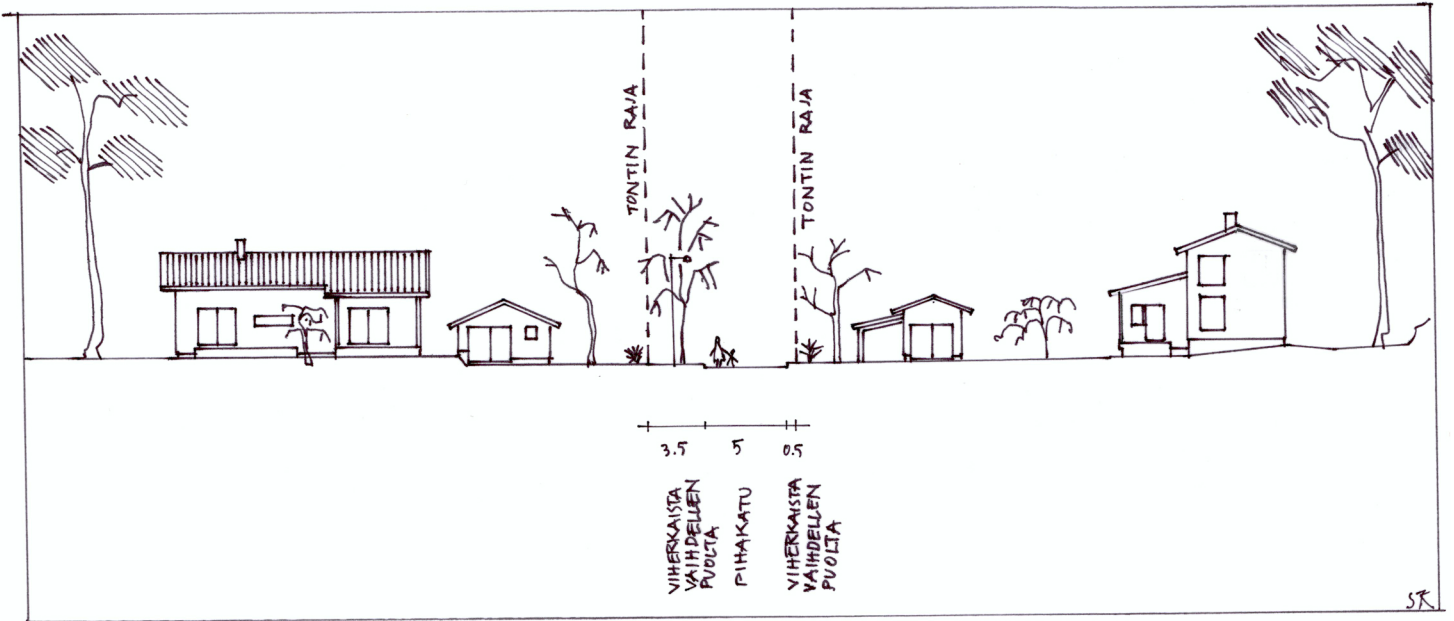 TONTIN RAJA
TONTIN RAJA
3.5
5
0.5
VIHERKAISTA
VAIHDELLEN
PUOLTA
PIHAKATU
VIHERKAISTA
VAIHDELLEN
PUOLTA
SK